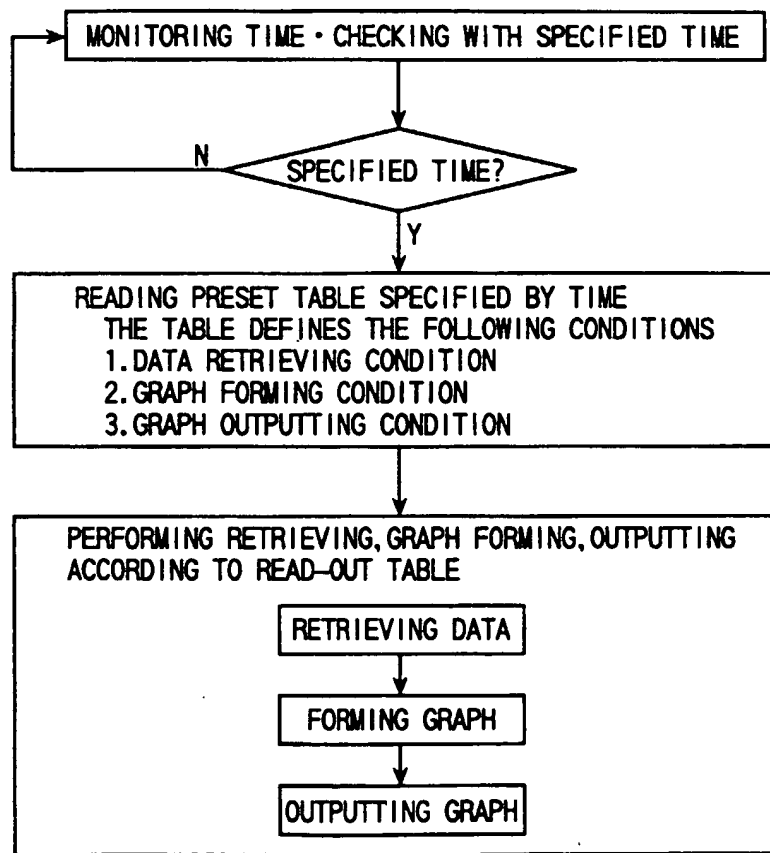 MONITORING TIME・CHECKING WITH SPECIFIED TIME
SPECIFIED TIME?
N
Y
READING PRESET TABLE SPECIFIED BY TIME
THE TABLE DEFINES THE FOLLOWING CONDITIONS
1.DATA RETRIEVING CONDITION
2.GRAPH FORMING CONDITION
3.GRAPH OUTPUTTING CONDITION
PERFORMING RETRIEVING,GRAPH FORMING,OUTPUTTING
ACCORDING TO READ-OUT TABLE
RETRIEVING DATA
FORMING GRAPH
OUTPUTTING GRAPH